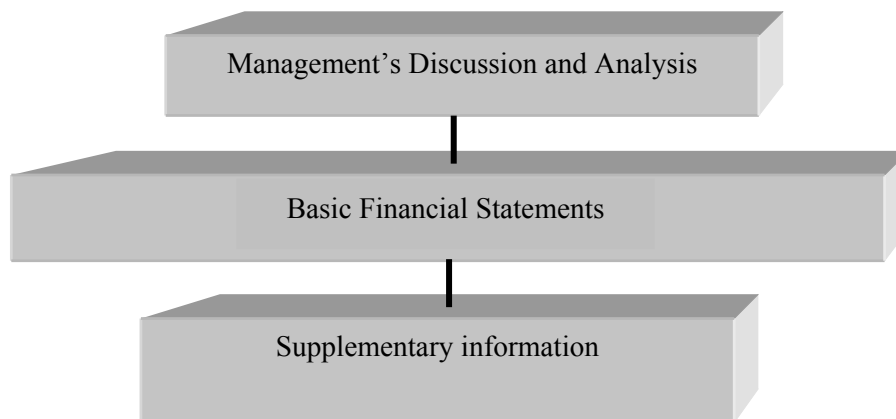 Management’s Discussion and Analysis
Basic Financial Statements
Supplementary information